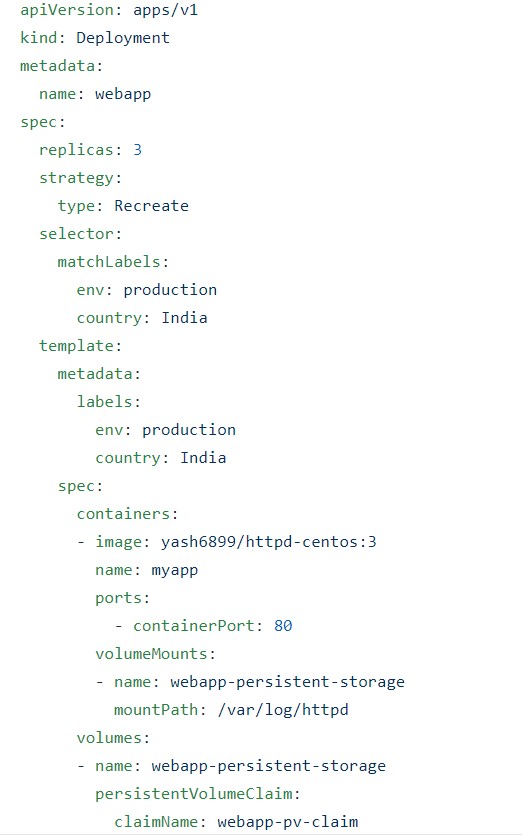 apiVersion: apps/v1
kind: Deployment
metadata:
  name: webapp
spec:
  replicas: 3
  strategy:
    type: Recreate
  selector:
    matchLabels:
      env: production
      country: India
  template:
    metadata:
      labels:
        env: production
        country: India
    spec:
      containers:
      - image: yash6899/httpd-centos:3
        name: myapp
        ports:
          - containerPort: 80
        volumeMounts:
        - name: webapp-persistent-storage
          mountPath: /var/log/httpd
      volumes:
      - name: webapp-persistent-storage
        persistentVolumeClaim:
          claimName: webapp-pv-claim